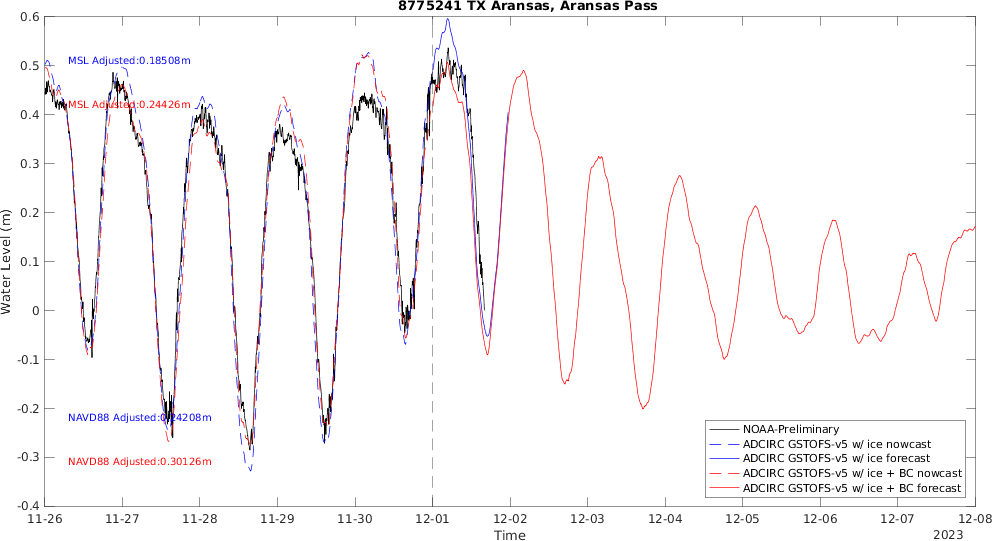 8775241 TX Aransas, Aransas Pass
0.6
0.5
0.4
0.3
0.2
0.1
0
-0.1
-0.2
-0.3
-0.4
Water Level (m)
MSL Adjusted:0.18508m
MSL Adjusted:0.24426m
NAVD88 Adjusted:0.24208m
NAVD88 Adjusted:0.30126m
NOAA-Preliminary
ADCIRC GSTOFS-v5 w/ ice nowcast
ADCIRC GSTOFS-v5 w/ ice forecast
ADCIRC GSTOFS-v5 w/ ice + BC nowcast
ADCIRC GSTOFS-v5 w/ ice + BC forecast
11-26 11-27 11-28 11-29 11-30 12-01 12-02 12-03 12-04 12-05 12-06 12-07 12-08
Time
2023